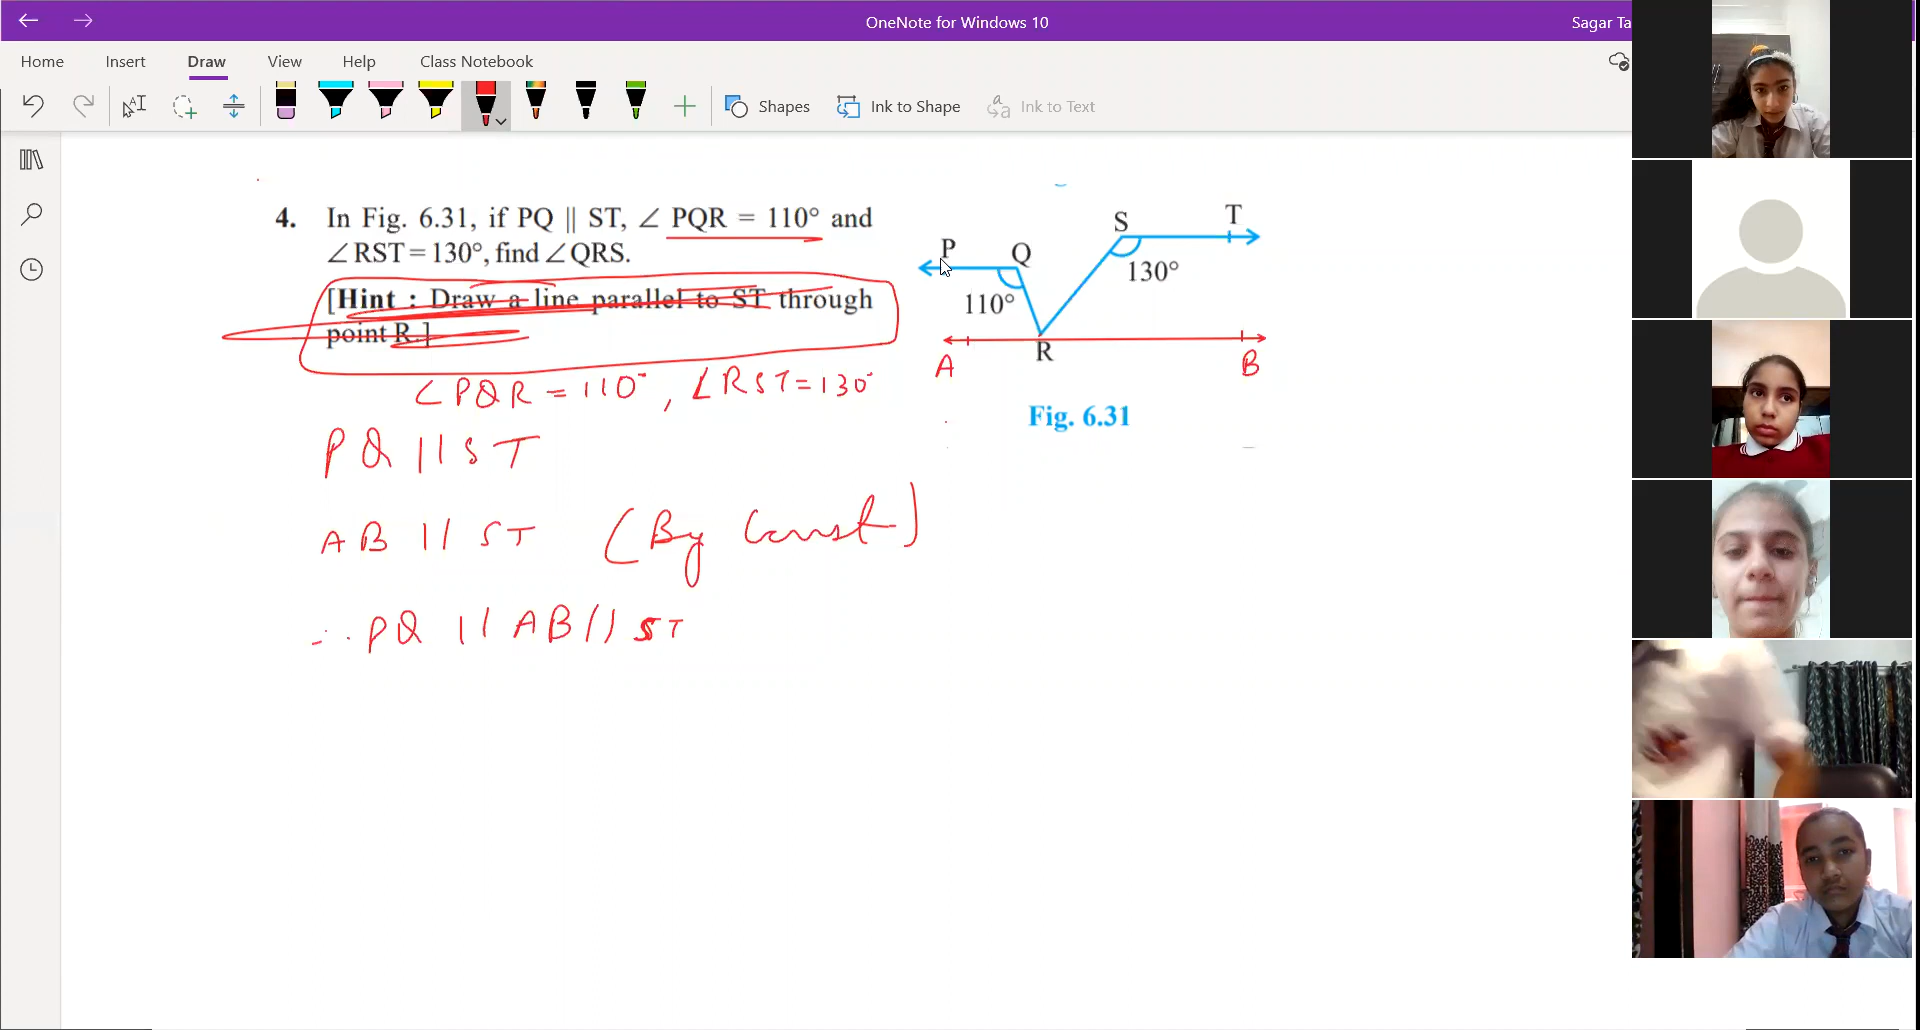 OneNote for Windows 10
Sagar Ta
Home Insert Draw View Help Class Notebook
Shapes Ink to Shape Ink to Text
4. In Fig. 6.31, if PQ || ST, ∠ PQR = 110° and
∠ RST = 130°, find ∠ QRS.
[Hint : Draw a line parallel to ST through
point R.]
P Q S T
110° 130°
R
A B
Fig. 6.31
∠PQR = 110°, ∠RST = 130°
PQ || ST
AB || ST (By Const)
∴ PQ || AB || ST